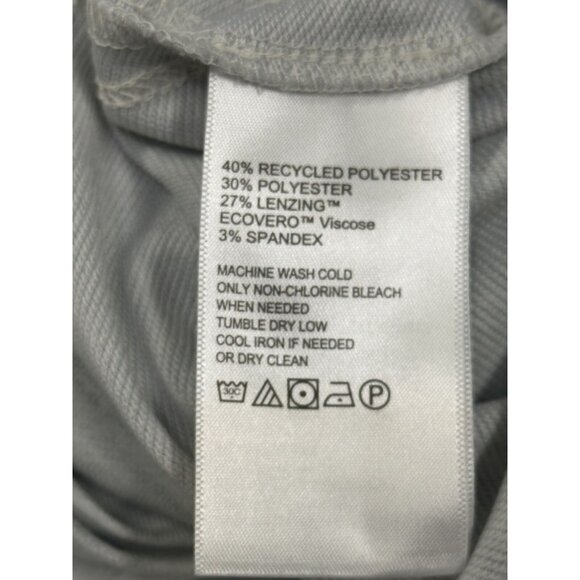 40% RECYCLED POLYESTER
30% POLYESTER
27% LENZING™
ECOVERO™ Viscose
3% SPANDEX
MACHINE WASH COLD
ONLY NON-CHLORINE BLEACH
WHEN NEEDED
TUMBLE DRY LOW
COOL IRON IF NEEDED
OR DRY CLEAN
30C P